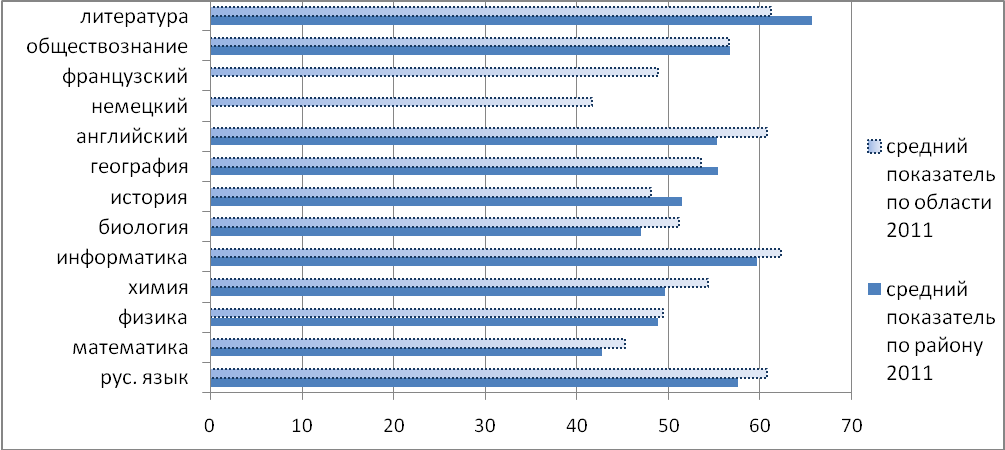 литература
обществознание
французский
немецкий
английский
география
история
биология
информатика
химия
физика
математика
рус. язык
0 10 20 30 40 50 60 70
средний
показатель
по области
2011
средний
показатель
по району
2011